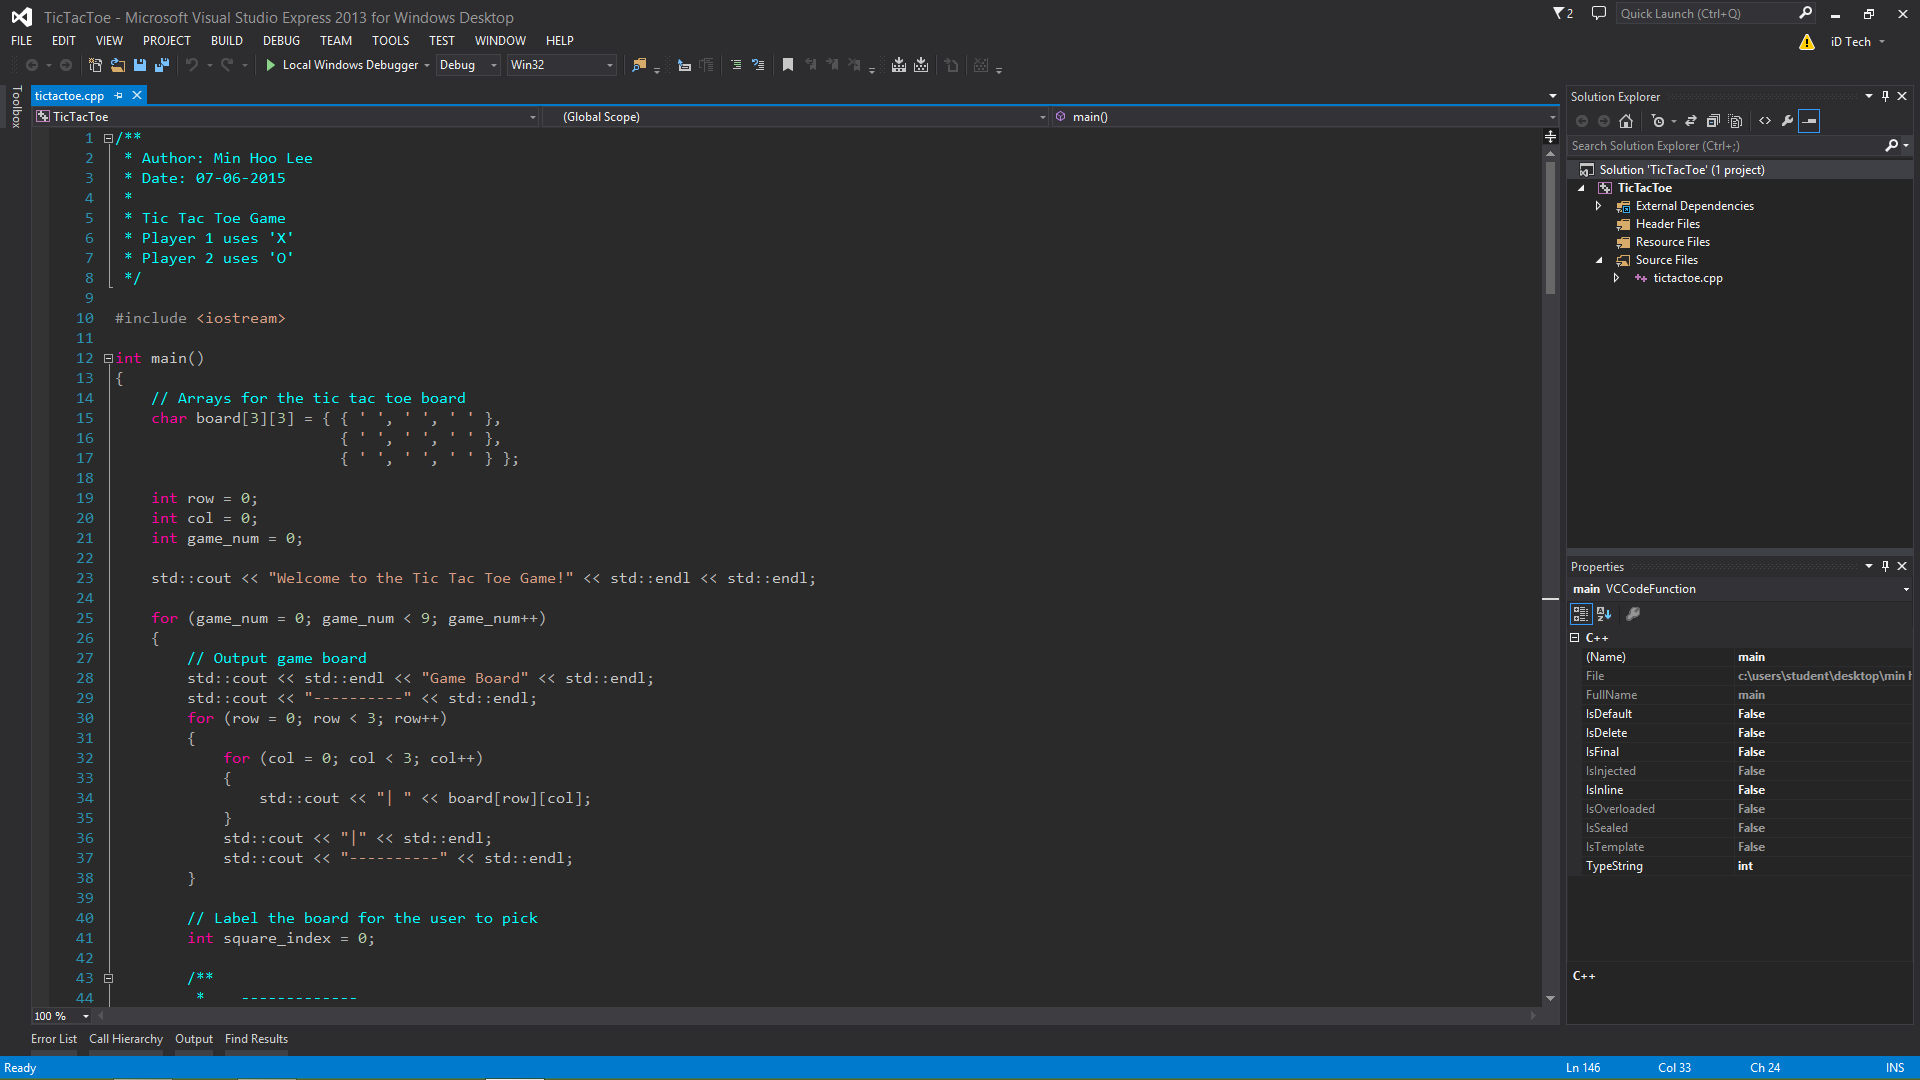 TicTacToe - Microsoft Visual Studio Express 2013 for Windows Desktop
2
Quick Launch (Ctrl+Q)
FILE EDIT VIEW PROJECT BUILD DEBUG TEAM TOOLS TEST WINDOW HELP
iD Tech
Local Windows Debugger Debug Win32
Toolbox
tictactoe.cpp
TicTacToe (Global Scope) main()
1 /**
2  * Author: Min Hoo Lee
3  * Date: 07-06-2015
4  *
5  * Tic Tac Toe Game
6  * Player 1 uses 'X'
7  * Player 2 uses 'O'
8  */
9
10 #include <iostream>
11
12 int main()
13 {
14     // Arrays for the tic tac toe board
15     char board[3][3] = { { ' ', ' ', ' ' },
16                          { ' ', ' ', ' ' },
17                          { ' ', ' ', ' ' } };
18
19     int row = 0;
20     int col = 0;
21     int game_num = 0;
22
23     std::cout << "Welcome to the Tic Tac Toe Game!" << std::endl << std::endl;
24
25     for (game_num = 0; game_num < 9; game_num++)
26     {
27         // Output game board
28         std::cout << std::endl << "Game Board" << std::endl;
29         std::cout << "----------" << std::endl;
30         for (row = 0; row < 3; row++)
31         {
32             for (col = 0; col < 3; col++)
33             {
34                 std::cout << "| " << board[row][col];
35             }
36             std::cout << "|" << std::endl;
37             std::cout << "----------" << std::endl;
38         }
39
40         // Label the board for the user to pick
41         int square_index = 0;
42
43         /**
44          *    -------------
100 %
Error List Call Hierarchy Output Find Results
Ready
Ln 146 Col 33 Ch 24 INS
Solution Explorer
Search Solution Explorer (Ctrl+;)
Solution 'TicTacToe' (1 project)
TicTacToe
External Dependencies
Header Files
Resource Files
Source Files
tictactoe.cpp
Properties
main VCCodeFunction
C++
(Name) main
File c:\users\student\desktop\min
FullName main
IsDefault False
IsDelete False
IsFinal False
IsInjected False
IsInline False
IsOverloaded False
IsSealed False
IsTemplate False
TypeString int
C++